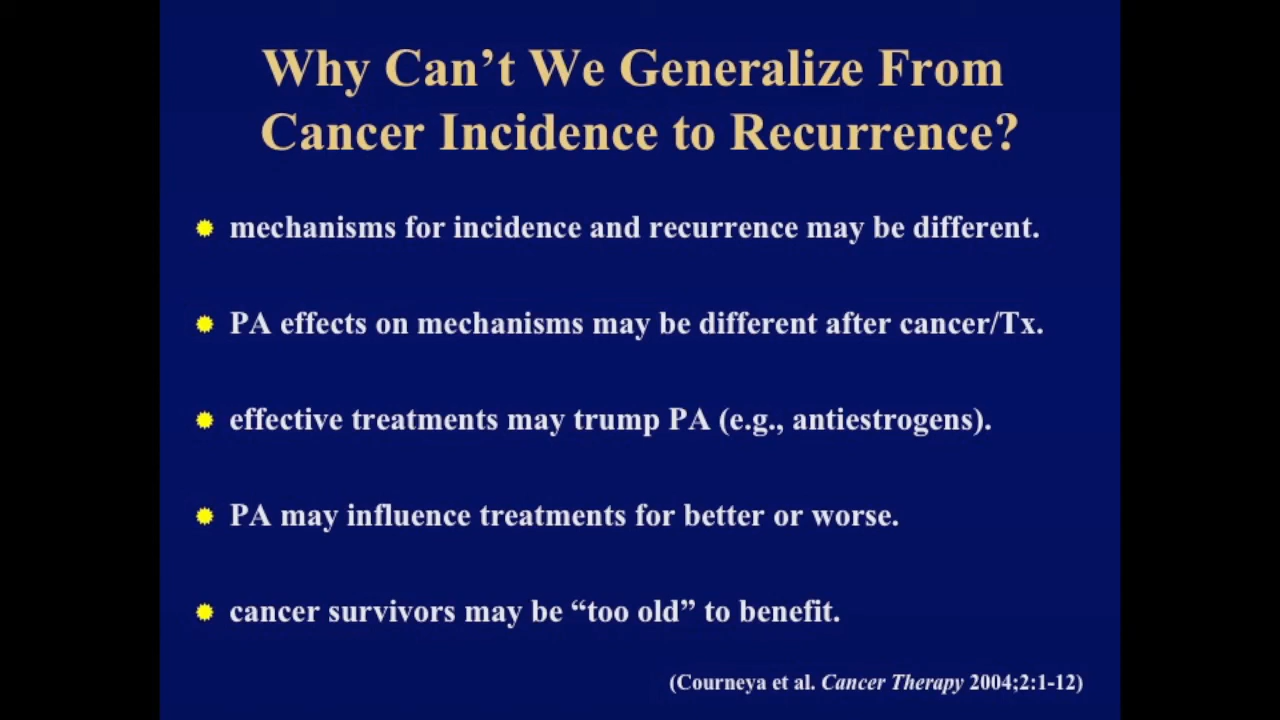 Why Can’t We Generalize From
Cancer Incidence to Recurrence?
mechanisms for incidence and recurrence may be different.
PA effects on mechanisms may be different after cancer/Tx.
effective treatments may trump PA (e.g., antiestrogens).
PA may influence treatments for better or worse.
cancer survivors may be “too old” to benefit.
(Courneya et al. Cancer Therapy 2004;2:1-12)